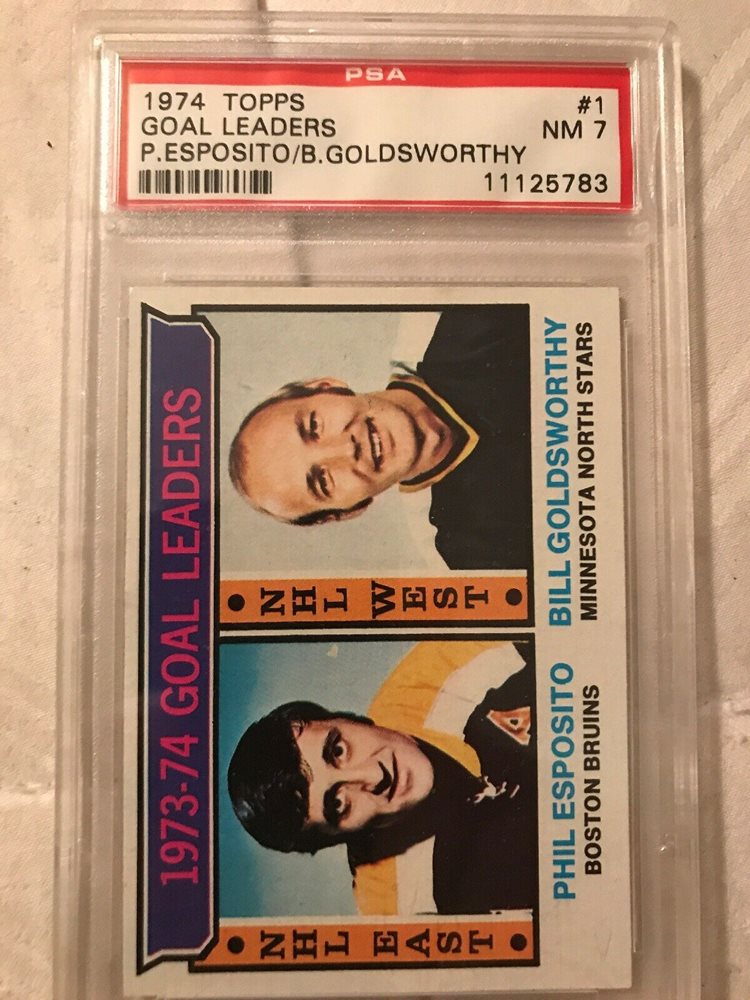 PSA
1974 TOPPS #1
GOAL LEADERS NM 7
P.ESPOSITO/B.GOLDSWORTHY
11125783
1973-74 GOAL LEADERS
NHL EAST
NHL WEST
PHIL ESPOSITO
BOSTON BRUINS
BILL GOLDSWORTHY
MINNESOTA NORTH STARS